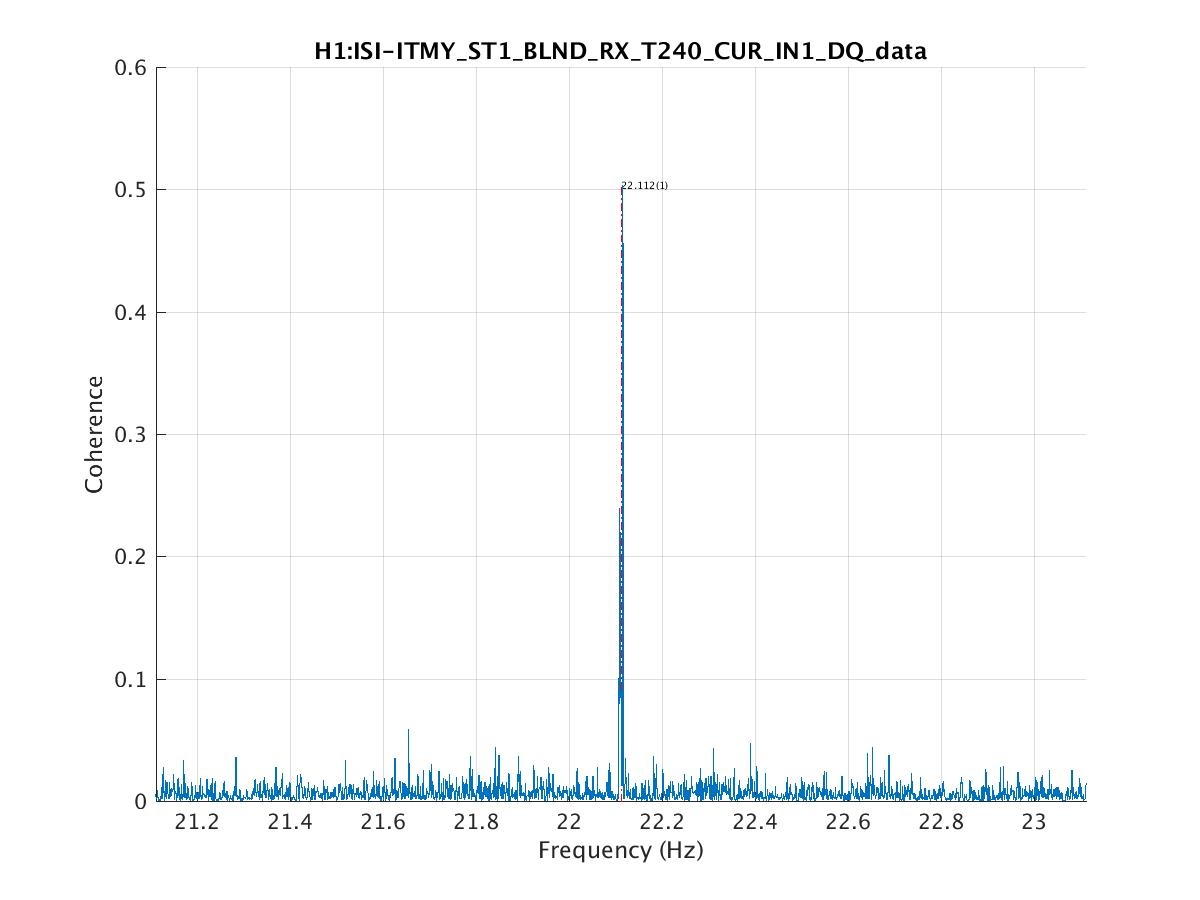 H1:ISI-ITMY_ST1_BLND_RX_T240_CUR_IN1_DQ_data
0.6
0.5
0.4
0.3
0.2
0.1
0
Coherence
22.112(1)
21.2 21.4 21.6 21.8 22 22.2 22.4 22.6 22.8 23
Frequency (Hz)